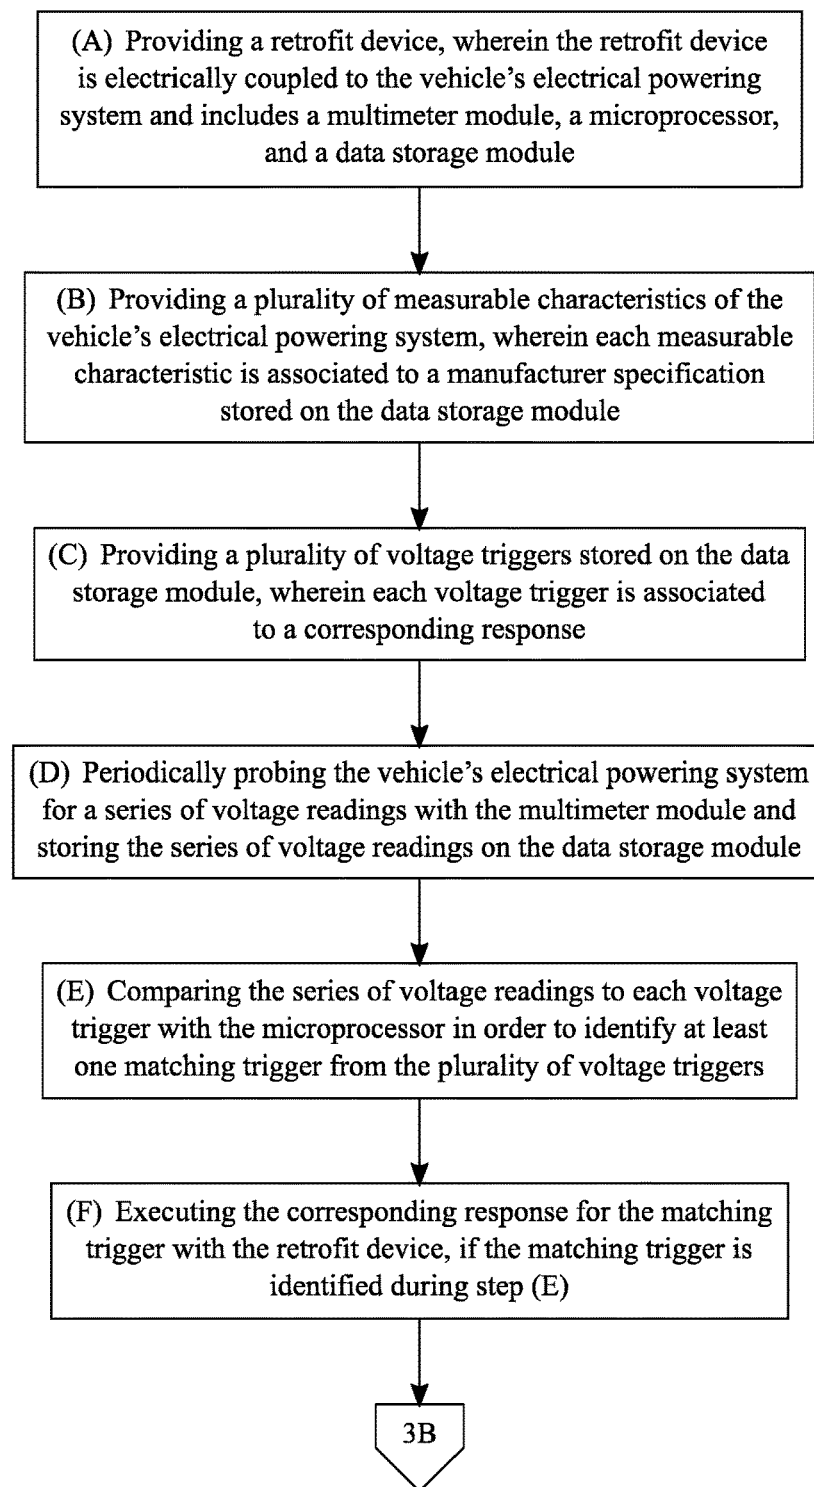 (A) Providing a retrofit device, wherein the retrofit device
is electrically coupled to the vehicle’s electrical powering
system and includes a multimeter module, a microprocessor,
and a data storage module
(B) Providing a plurality of measurable characteristics of the
vehicle’s electrical powering system, wherein each measurable
characteristic is associated to a manufacturer specification
stored on the data storage module
(C) Providing a plurality of voltage triggers stored on the data
storage module, wherein each voltage trigger is associated
to a corresponding response
(D) Periodically probing the vehicle’s electrical powering system
for a series of voltage readings with the multimeter module and
storing the series of voltage readings on the data storage module
(E) Comparing the series of voltage readings to each voltage
trigger with the microprocessor in order to identify at least
one matching trigger from the plurality of voltage triggers
(F) Executing the corresponding response for the matching
trigger with the retrofit device, if the matching trigger is
identified during step (E)
3B